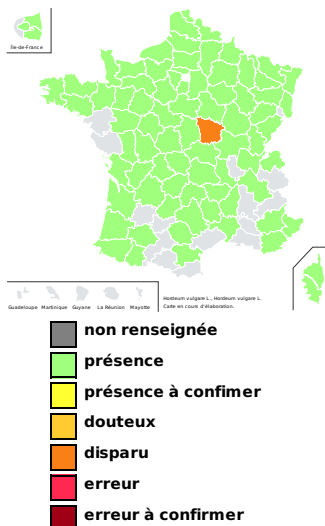 Île-de-France
Guadeloupe Martinique Guyane La Réunion Mayotte
Hordeum vulgare L., Hordeum vulgare L.
Carte en cours d'élaboration.
non renseignée
présence
présence à confimer
douteux
disparu
erreur
erreur à confirmer